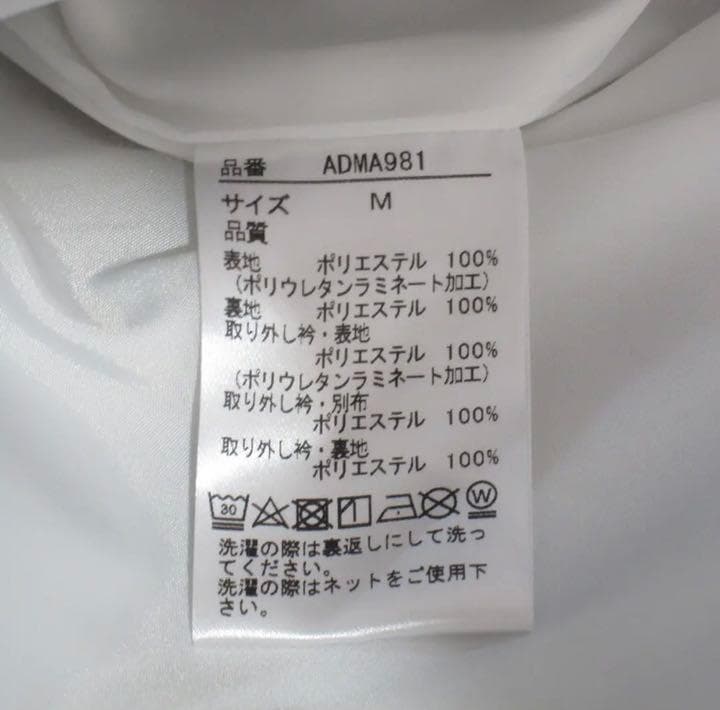 品番 ADMA981
サイズ M
品質
表地 ポリエステル 100%
(ポリウレタンラミネート加工)
裏地 ポリエステル 100%
取り外し衿・表地
ポリエステル 100%
(ポリウレタンラミネート加工)
取り外し衿・別布
ポリエステル 100%
取り外し衿・裏地
ポリエステル 100%
30 W
洗濯の際は裏返しにして洗っ
てください。
洗濯の際はネットをご使用下
さい。